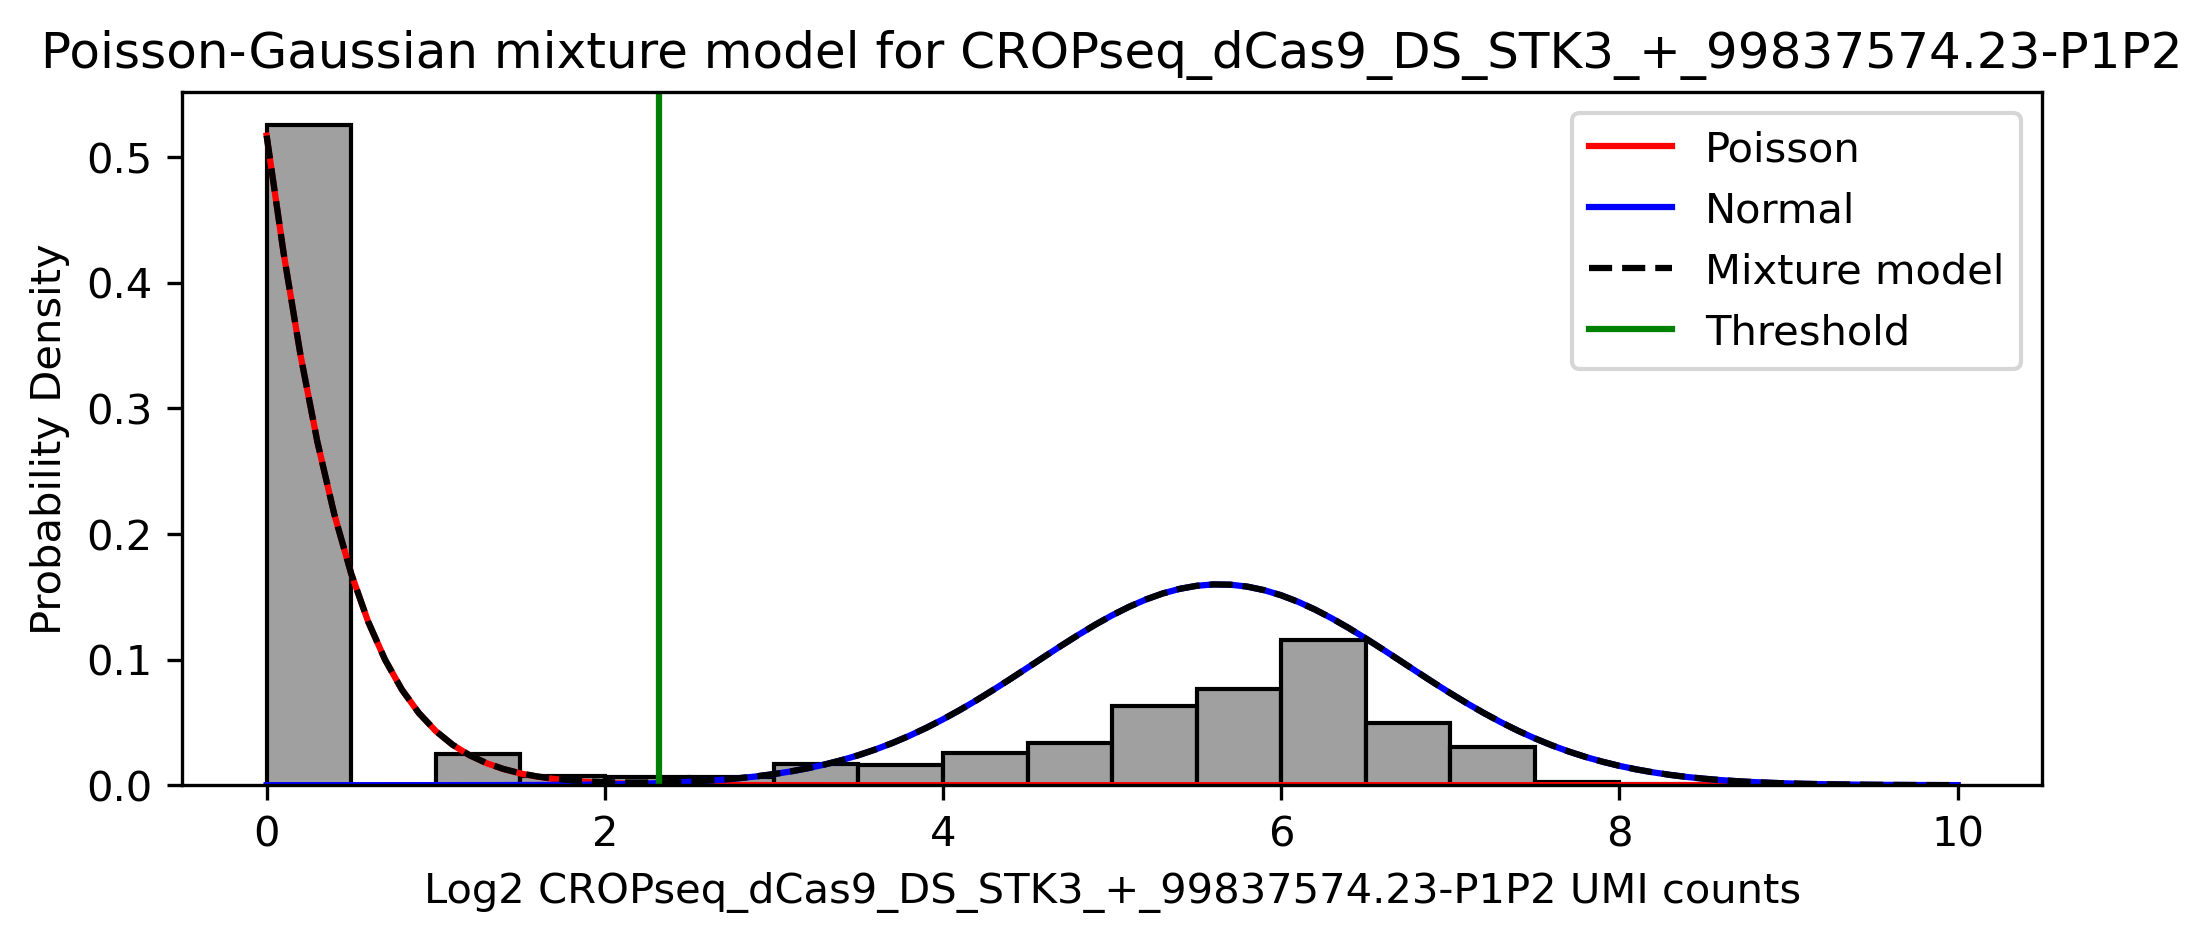 Poisson-Gaussian mixture model for CROPseq_dCas9_DS_STK3_+_99837574.23-P1P2
Probability Density
0.5
0.4
0.3
0.2
0.1
0.0
Poisson
Normal
Mixture model
Threshold
0 2 4 6 8 10
Log2 CROPseq_dCas9_DS_STK3_+_99837574.23-P1P2 UMI counts